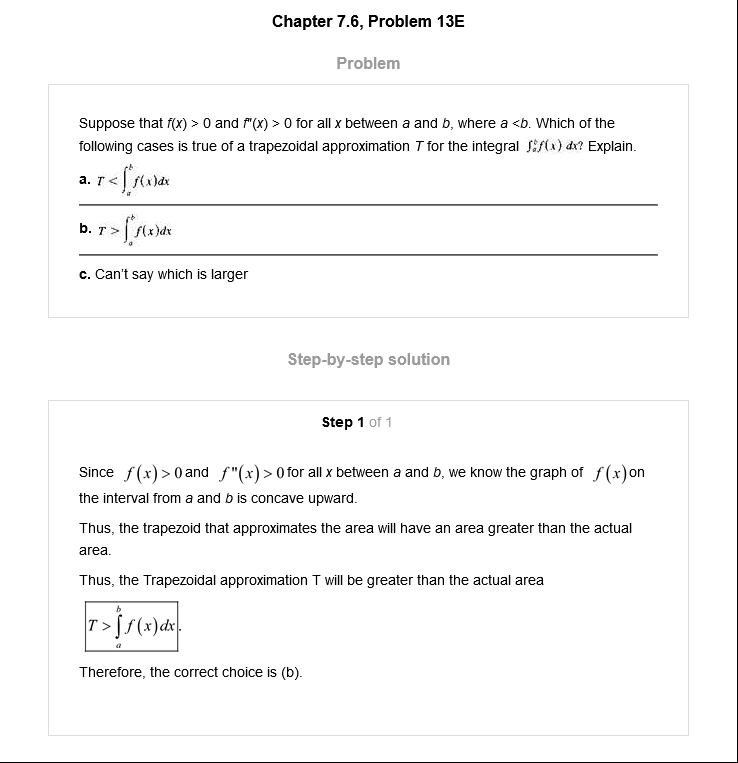 Chapter 7.6, Problem 13E
Problem
Suppose that f(x) > 0 and f"(x) > 0 for all x between a and b, where a <b. Which of the
following cases is true of a trapezoidal approximation T for the integral ∫ₐᵇ f(x) dx? Explain.
a. T < ∫ₐᵇ f(x)dx
b. T > ∫ₐᵇ f(x)dx
c. Can't say which is larger
Step-by-step solution
Step 1 of 1
Since f(x) > 0 and f"(x) > 0 for all x between a and b, we know the graph of f(x) on
the interval from a and b is concave upward.
Thus, the trapezoid that approximates the area will have an area greater than the actual
area.
Thus, the Trapezoidal approximation T will be greater than the actual area
T > ∫ₐᵇ f(x)dx.
Therefore, the correct choice is (b).